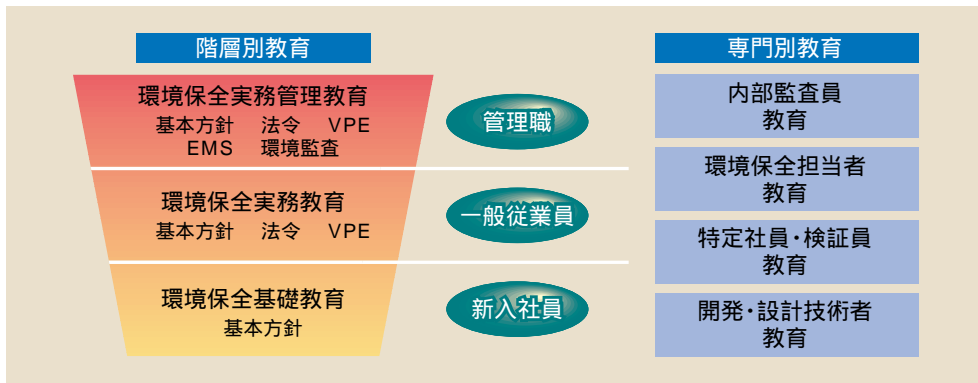 階層別教育
環境保全実務管理教育
基本方針 法令 VPE
EMS 環境監査
管理職
環境保全実務教育
基本方針 法令 VPE
一般従業員
環境保全基礎教育
基本方針
新入社員
専門別教育
内部監査員
教育
環境保全担当者
教育
特定社員・検証員
教育
開発・設計技術者
教育